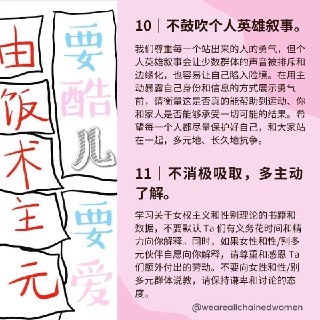 由
饭
术
主
元
要
酷
儿
要
爱
10｜不鼓吹个人英雄叙事。
我们尊重每一个站出来的人的勇气，但个
人英雄叙事会让少数群体的声音被排斥和
边缘化，也容易让自己陷入险境。在用主
动暴露自己身份和信息的方式展示勇气
前，请衡量这是否真的能帮助到运动、你
和家人是否能够承受一切可能的结果。希
望每一个人都尽量保护好自己，和大家站
在一起，多元地、长久地抗争。
11｜不消极吸取，多主动
了解。
学习关于女权主义和性别理论的书籍和
数据，不要默认 Ta 们有义务花时间和精
力向你解释。同时，如果女性和性/别多
元伙伴自愿向你解释，请尊重和感恩 Ta
们额外付出的劳动。不要向女性和性/别
多元群体说教，请保持谦卑和讨论的态
度。
@weareallchainedwomen